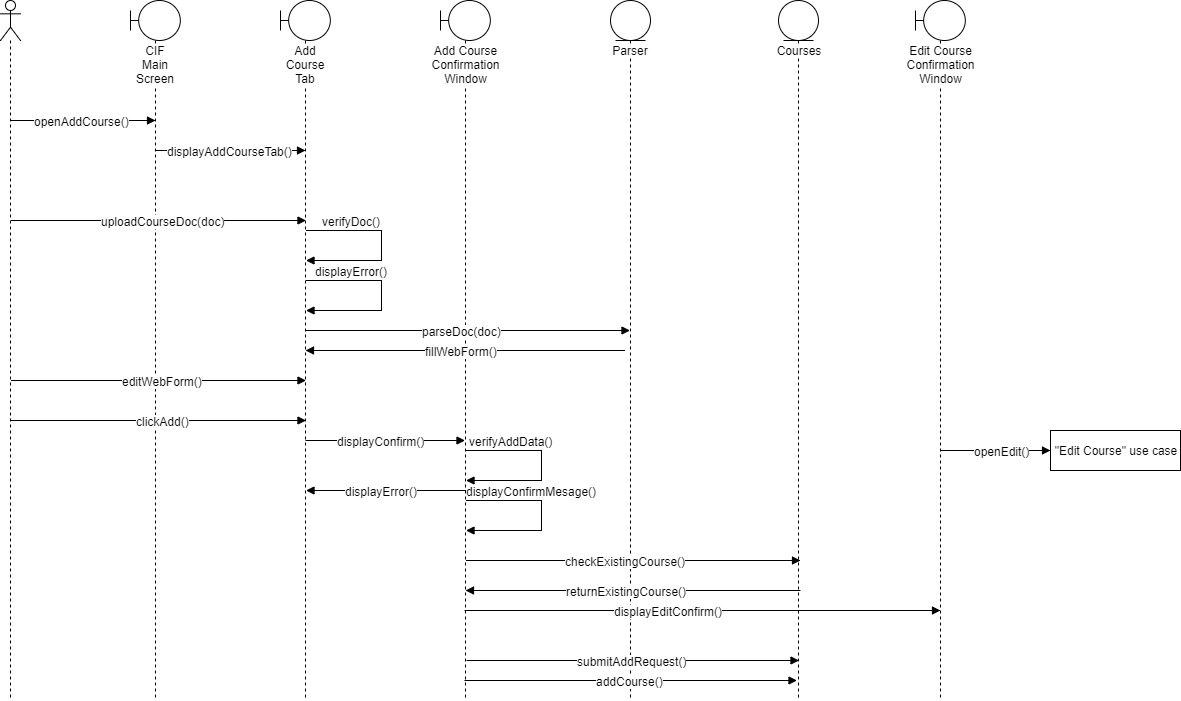 CIF
Main
Screen
Add
Course
Tab
Add Course
Confirmation
Window
Parser
Courses
Edit Course
Confirmation
Window
openAddCourse()
displayAddCourseTab()
uploadCourseDoc(doc)
verifyDoc()
displayError()
parseDoc(doc)
fillWebForm()
editWebForm()
clickAdd()
displayConfirm()
verifyAddData()
openEdit()
"Edit Course" use case
displayError()
displayConfirmMesage()
checkExistingCourse()
returnExistingCourse()
displayEditConfirm()
submitAddRequest()
addCourse()